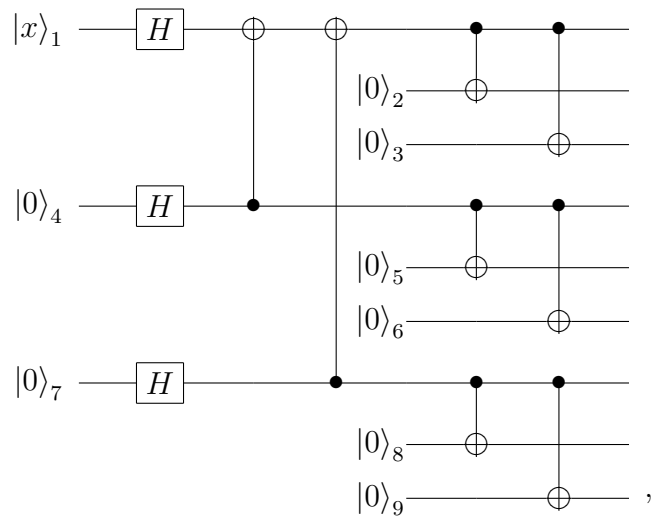 |x⟩₁ H
|0⟩₂
|0⟩₃
|0⟩₄ H
|0⟩₅
|0⟩₆
|0⟩₇ H
|0⟩₈
|0⟩₉ ,